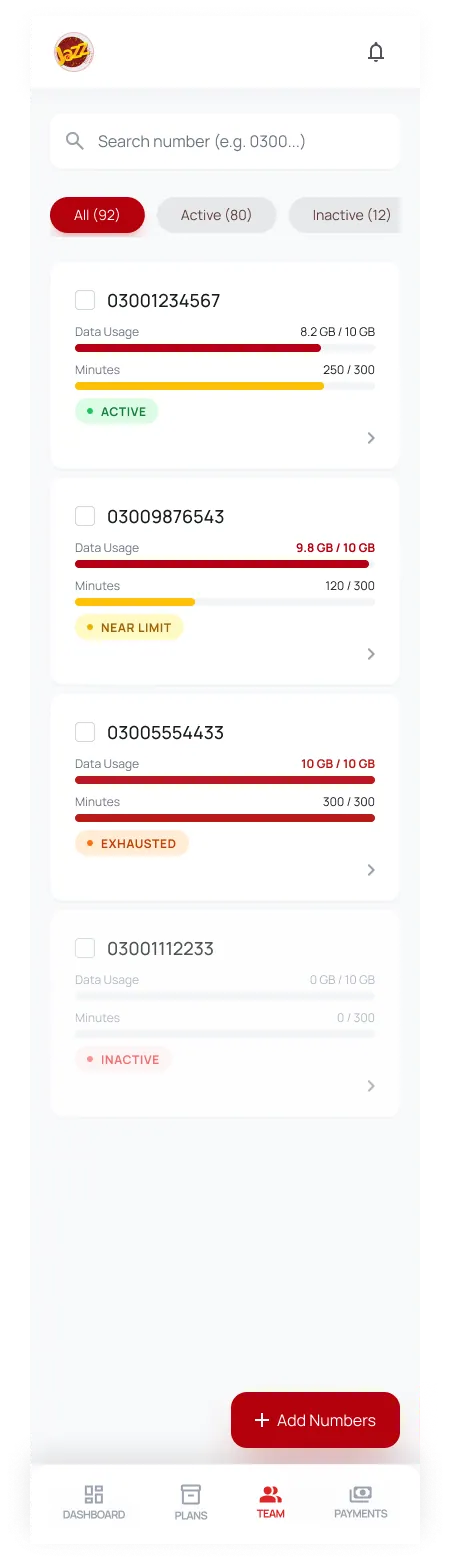 Jazz
Search number (e.g. 0300...)
All (92) Active (80) Inactive (12)
03001234567
Data Usage 8.2 GB / 10 GB
Minutes 250 / 300
ACTIVE
03009876543
Data Usage 9.8 GB / 10 GB
Minutes 120 / 300
NEAR LIMIT
03005554433
Data Usage 10 GB / 10 GB
Minutes 300 / 300
EXHAUSTED
03001112233
Data Usage 0 GB / 10 GB
Minutes 0 / 300
INACTIVE
+ Add Numbers
DASHBOARD PLANS TEAM PAYMENTS